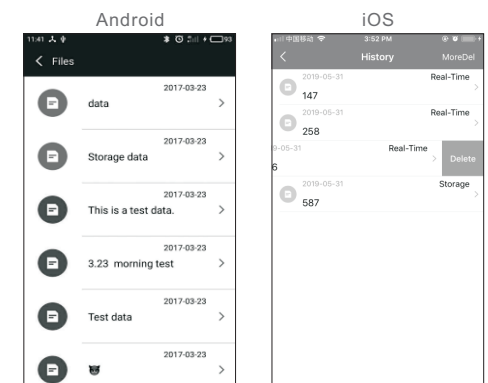 Android
11:41
93
Files
2017-03-23
data
2017-03-23
Storage data
2017-03-23
This is a test data.
2017-03-23
3.23 morning test
2017-03-23
Test data
2017-03-23
iOS
中国移动 3:52 PM
History MoreDel
2019-05-31 Real-Time
147
2019-05-31 Real-Time
258
9-05-31 Real-Time
6
Delete
2019-05-31 Storage
587